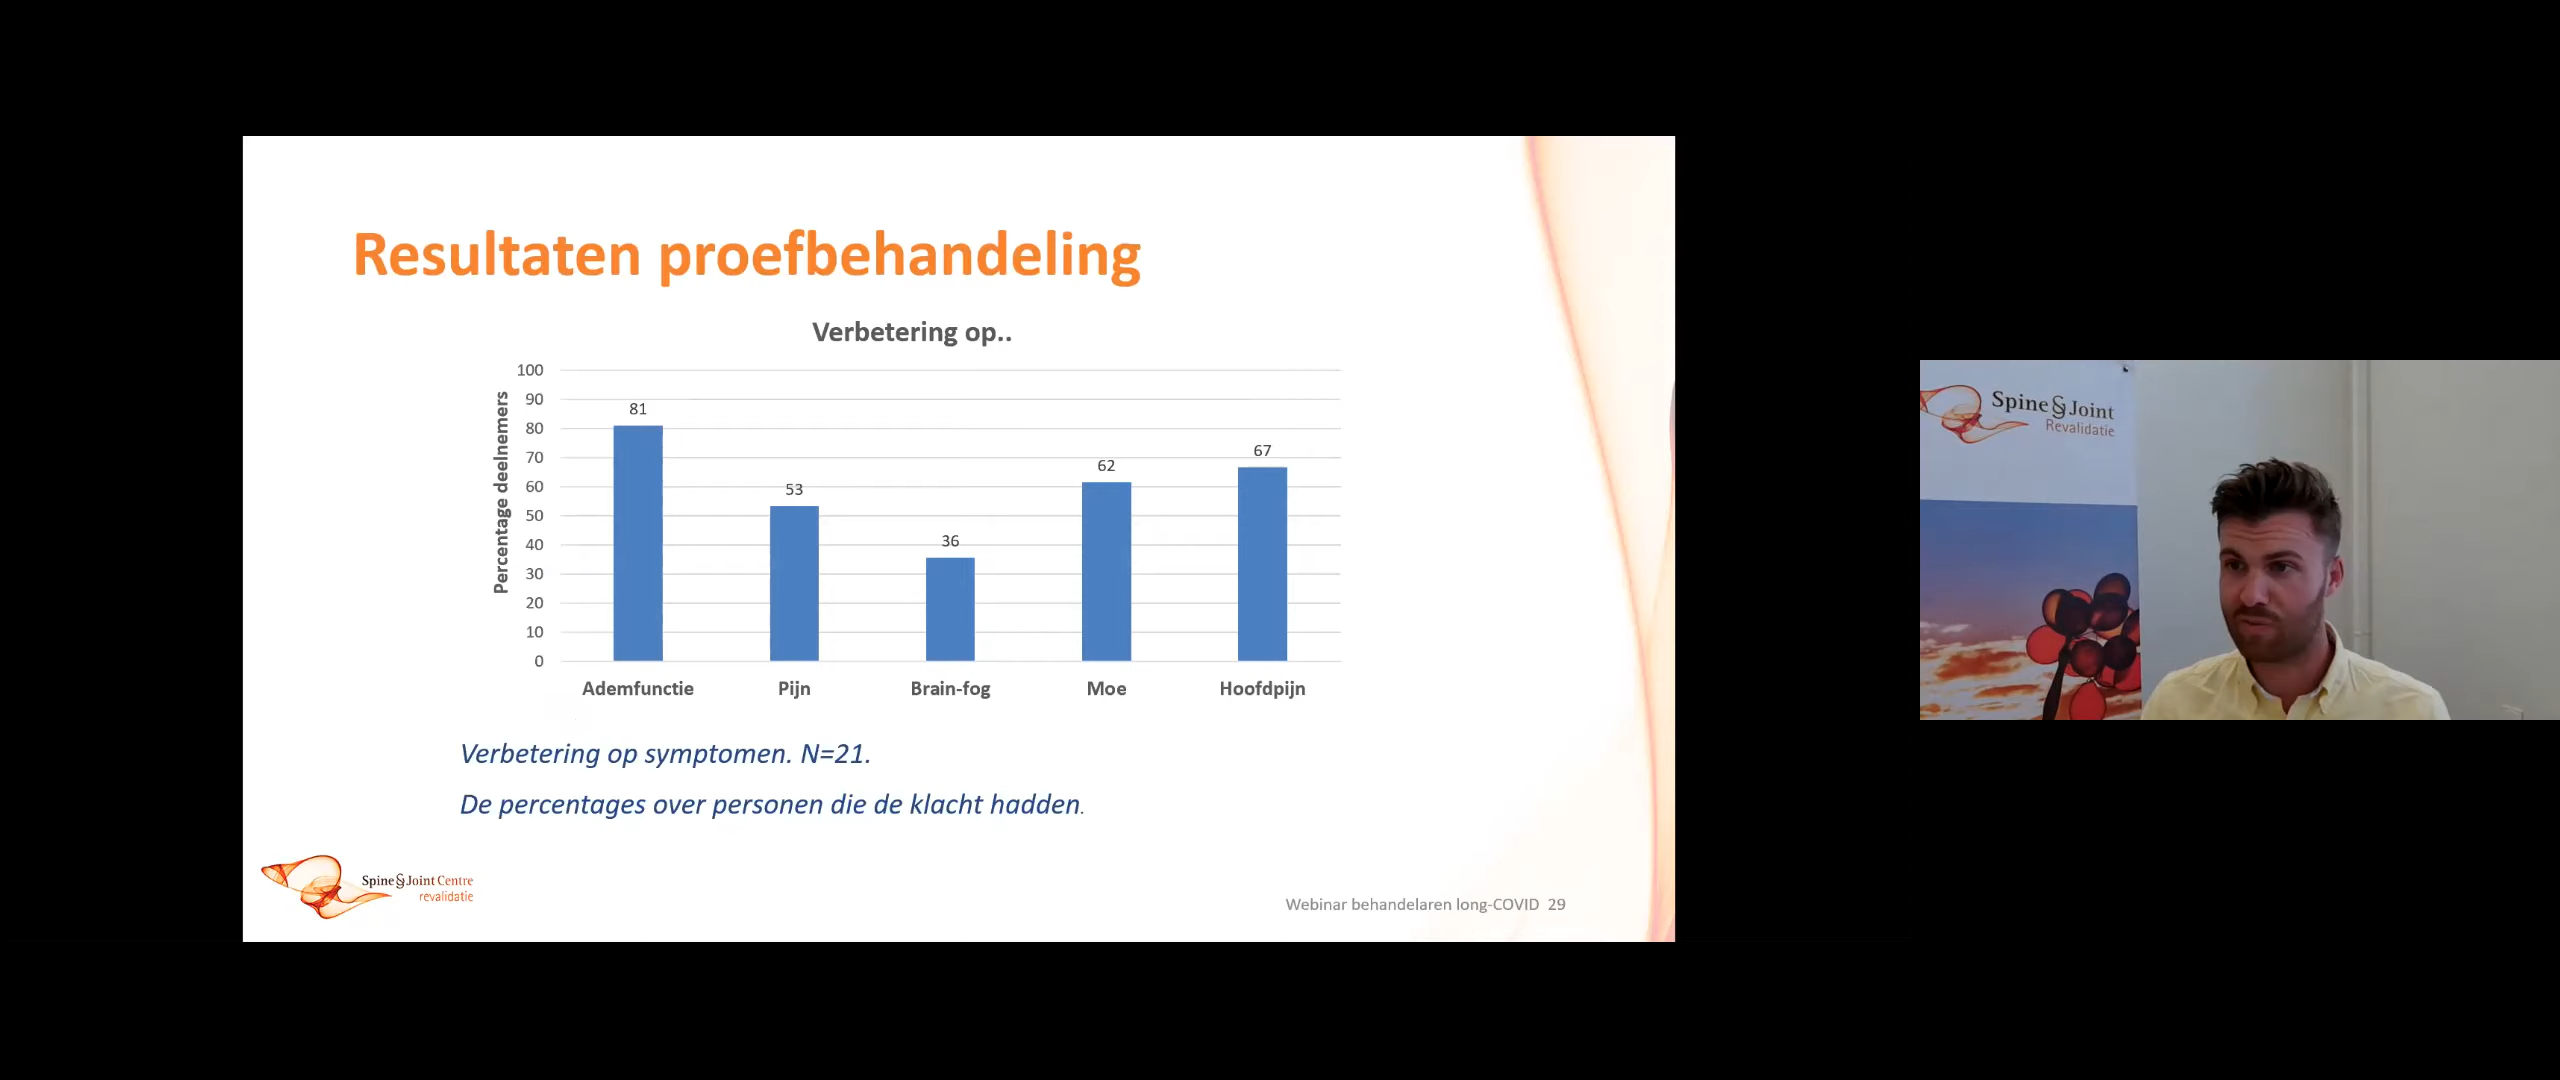 Resultaten proefbehandeling
Verbetering op..
Percentage deelnemers
100
90
80
70
60
50
40
30
20
10
0
81
53
36
62
67
Ademfunctie
Pijn
Brain-fog
Moe
Hoofdpijn
Verbetering op symptomen. N=21.
De percentages over personen die de klacht hadden.
Spine&Joint Centre
revalidatie
Webinar behandelaren long-COVID 29
Spine&Joint
Revalidatie